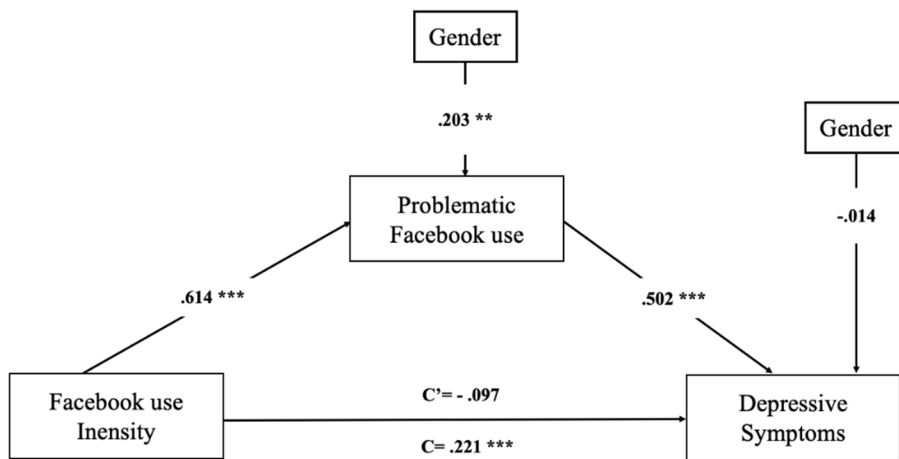 Gender
.203 **
Gender
Problematic
Facebook use
-.014
.614 ***
.502 ***
Facebook use
Inensity
C’= - .097
C= .221 ***
Depressive
Symptoms